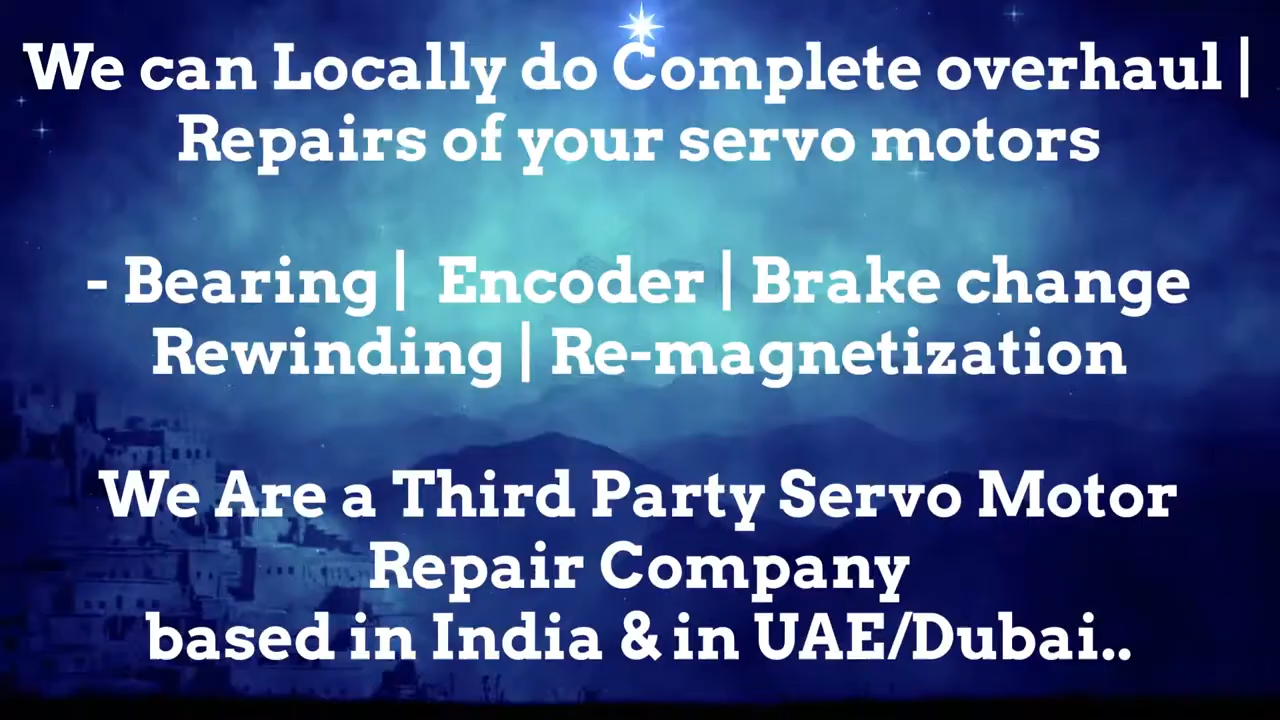 We can Locally do Complete overhaul |
Repairs of your servo motors
- Bearing | Encoder | Brake change
Rewinding | Re-magnetization
We Are a Third Party Servo Motor
Repair Company
based in India & in UAE/Dubai..